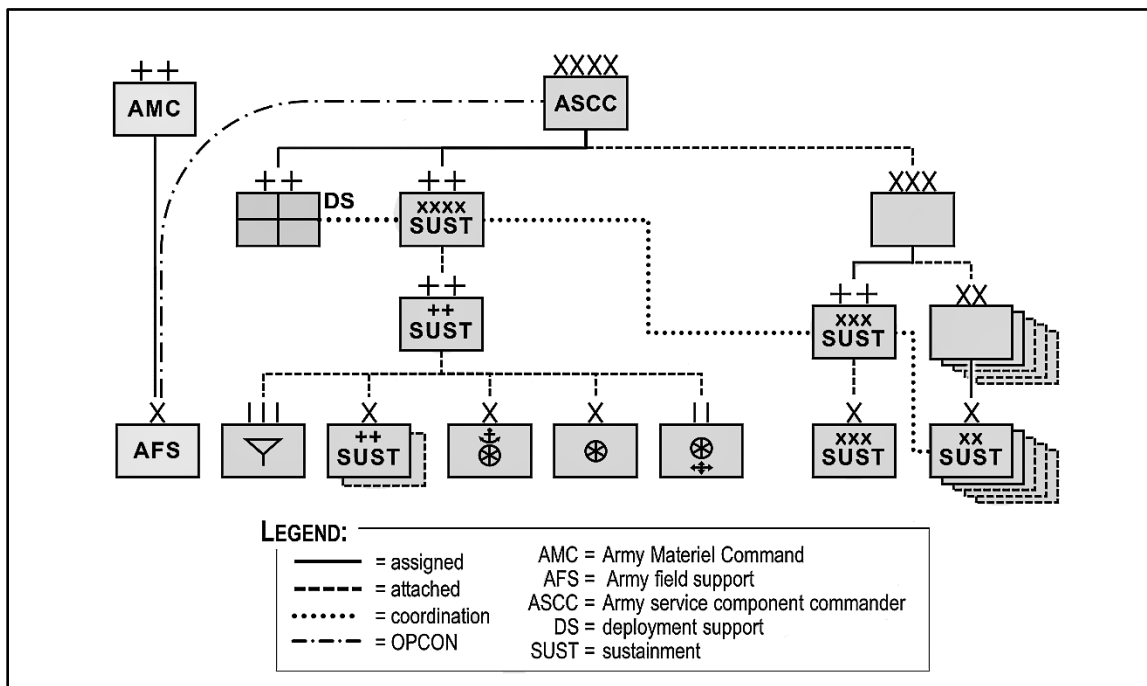 ++
AMC
XXXX
ASCC
++
DS
++
XXXX
SUST
XXX
++
++
SUST
++
XXX
SUST
XX
X
AFS
III
X
++
SUST
X
X
II
X
XXX
SUST
X
XX
SUST
LEGEND:
= assigned
= attached
= coordination
= OPCON
AMC = Army Materiel Command
AFS = Army field support
ASCC = Army service component commander
DS = deployment support
SUST = sustainment